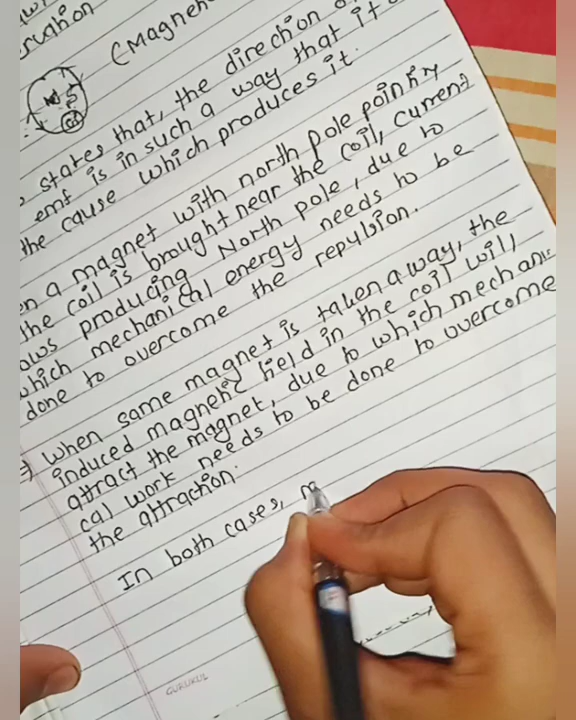 (Magne
states that, the direction
emf is in such a way that it
the cause which produces it.
a magnet with north pole pointing
the coil is brought near the coil, current
producing North pole, due to
which mechanical energy needs to be
done to overcome the repulsion.
When same magnet is taken away, the
induced magnetic field in the coil will
attract the magnet, due to which mechani
cal work needs to be done to overcome
the attraction.
In both cases,
GURUKUL